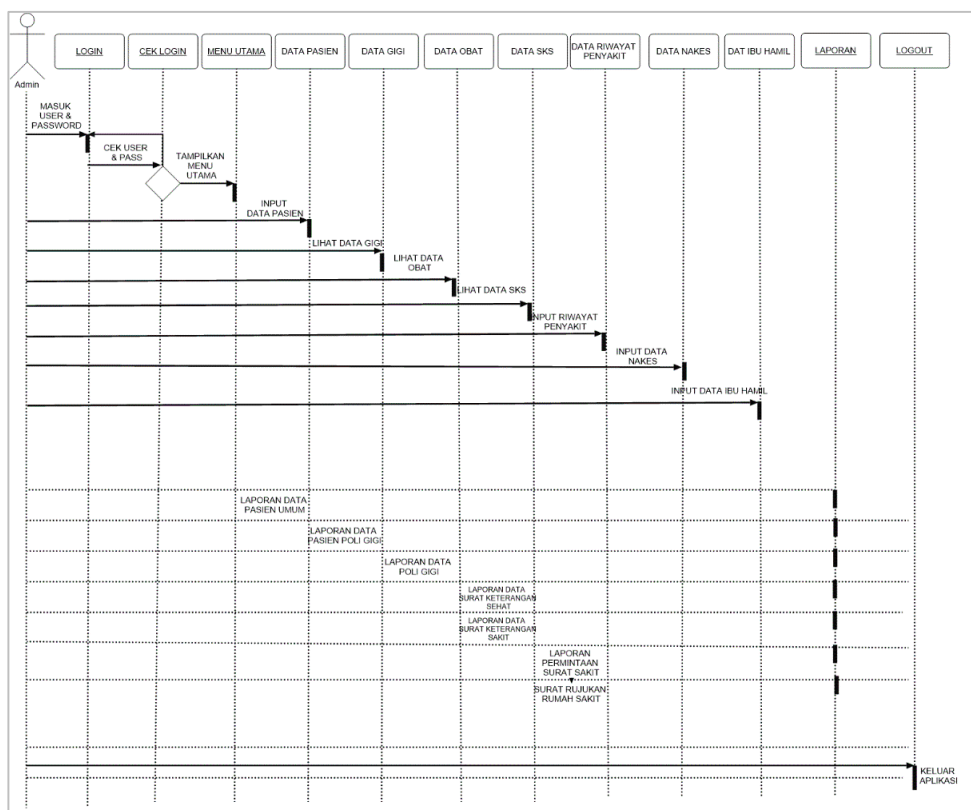 LOGIN
CEK LOGIN
MENU UTAMA
DATA PASIEN
DATA GIGI
DATA OBAT
DATA SKS
DATA RIWAYAT
PENYAKIT
DATA NAKES
DAT IBU HAMIL
LAPORAN
LOGOUT
Admin
MASUK
USER &
PASSWORD
CEK USER
& PASS
TAMPILKAN
MENU
UTAMA
INPUT
DATA PASIEN
LIHAT DATA GIGI
LIHAT DATA
OBAT
LIHAT DATA SKS
INPUT RIWAYAT
PENYAKIT
INPUT DATA
NAKES
INPUT DATA IBU HAMIL
LAPORAN DATA
PASIEN UMUM
LAPORAN DATA
PASIEN POLI GIGI
LAPORAN DATA
POLI GIGI
LAPORAN DATA
SURAT KETERANGAN
SEHAT
LAPORAN DATA
SURAT KETERANGAN
SAKIT
LAPORAN
PERMINTAAN
SURAT SAKIT
SURAT RUJUKAN
RUMAH SAKIT
KELUAR
APLIKASI